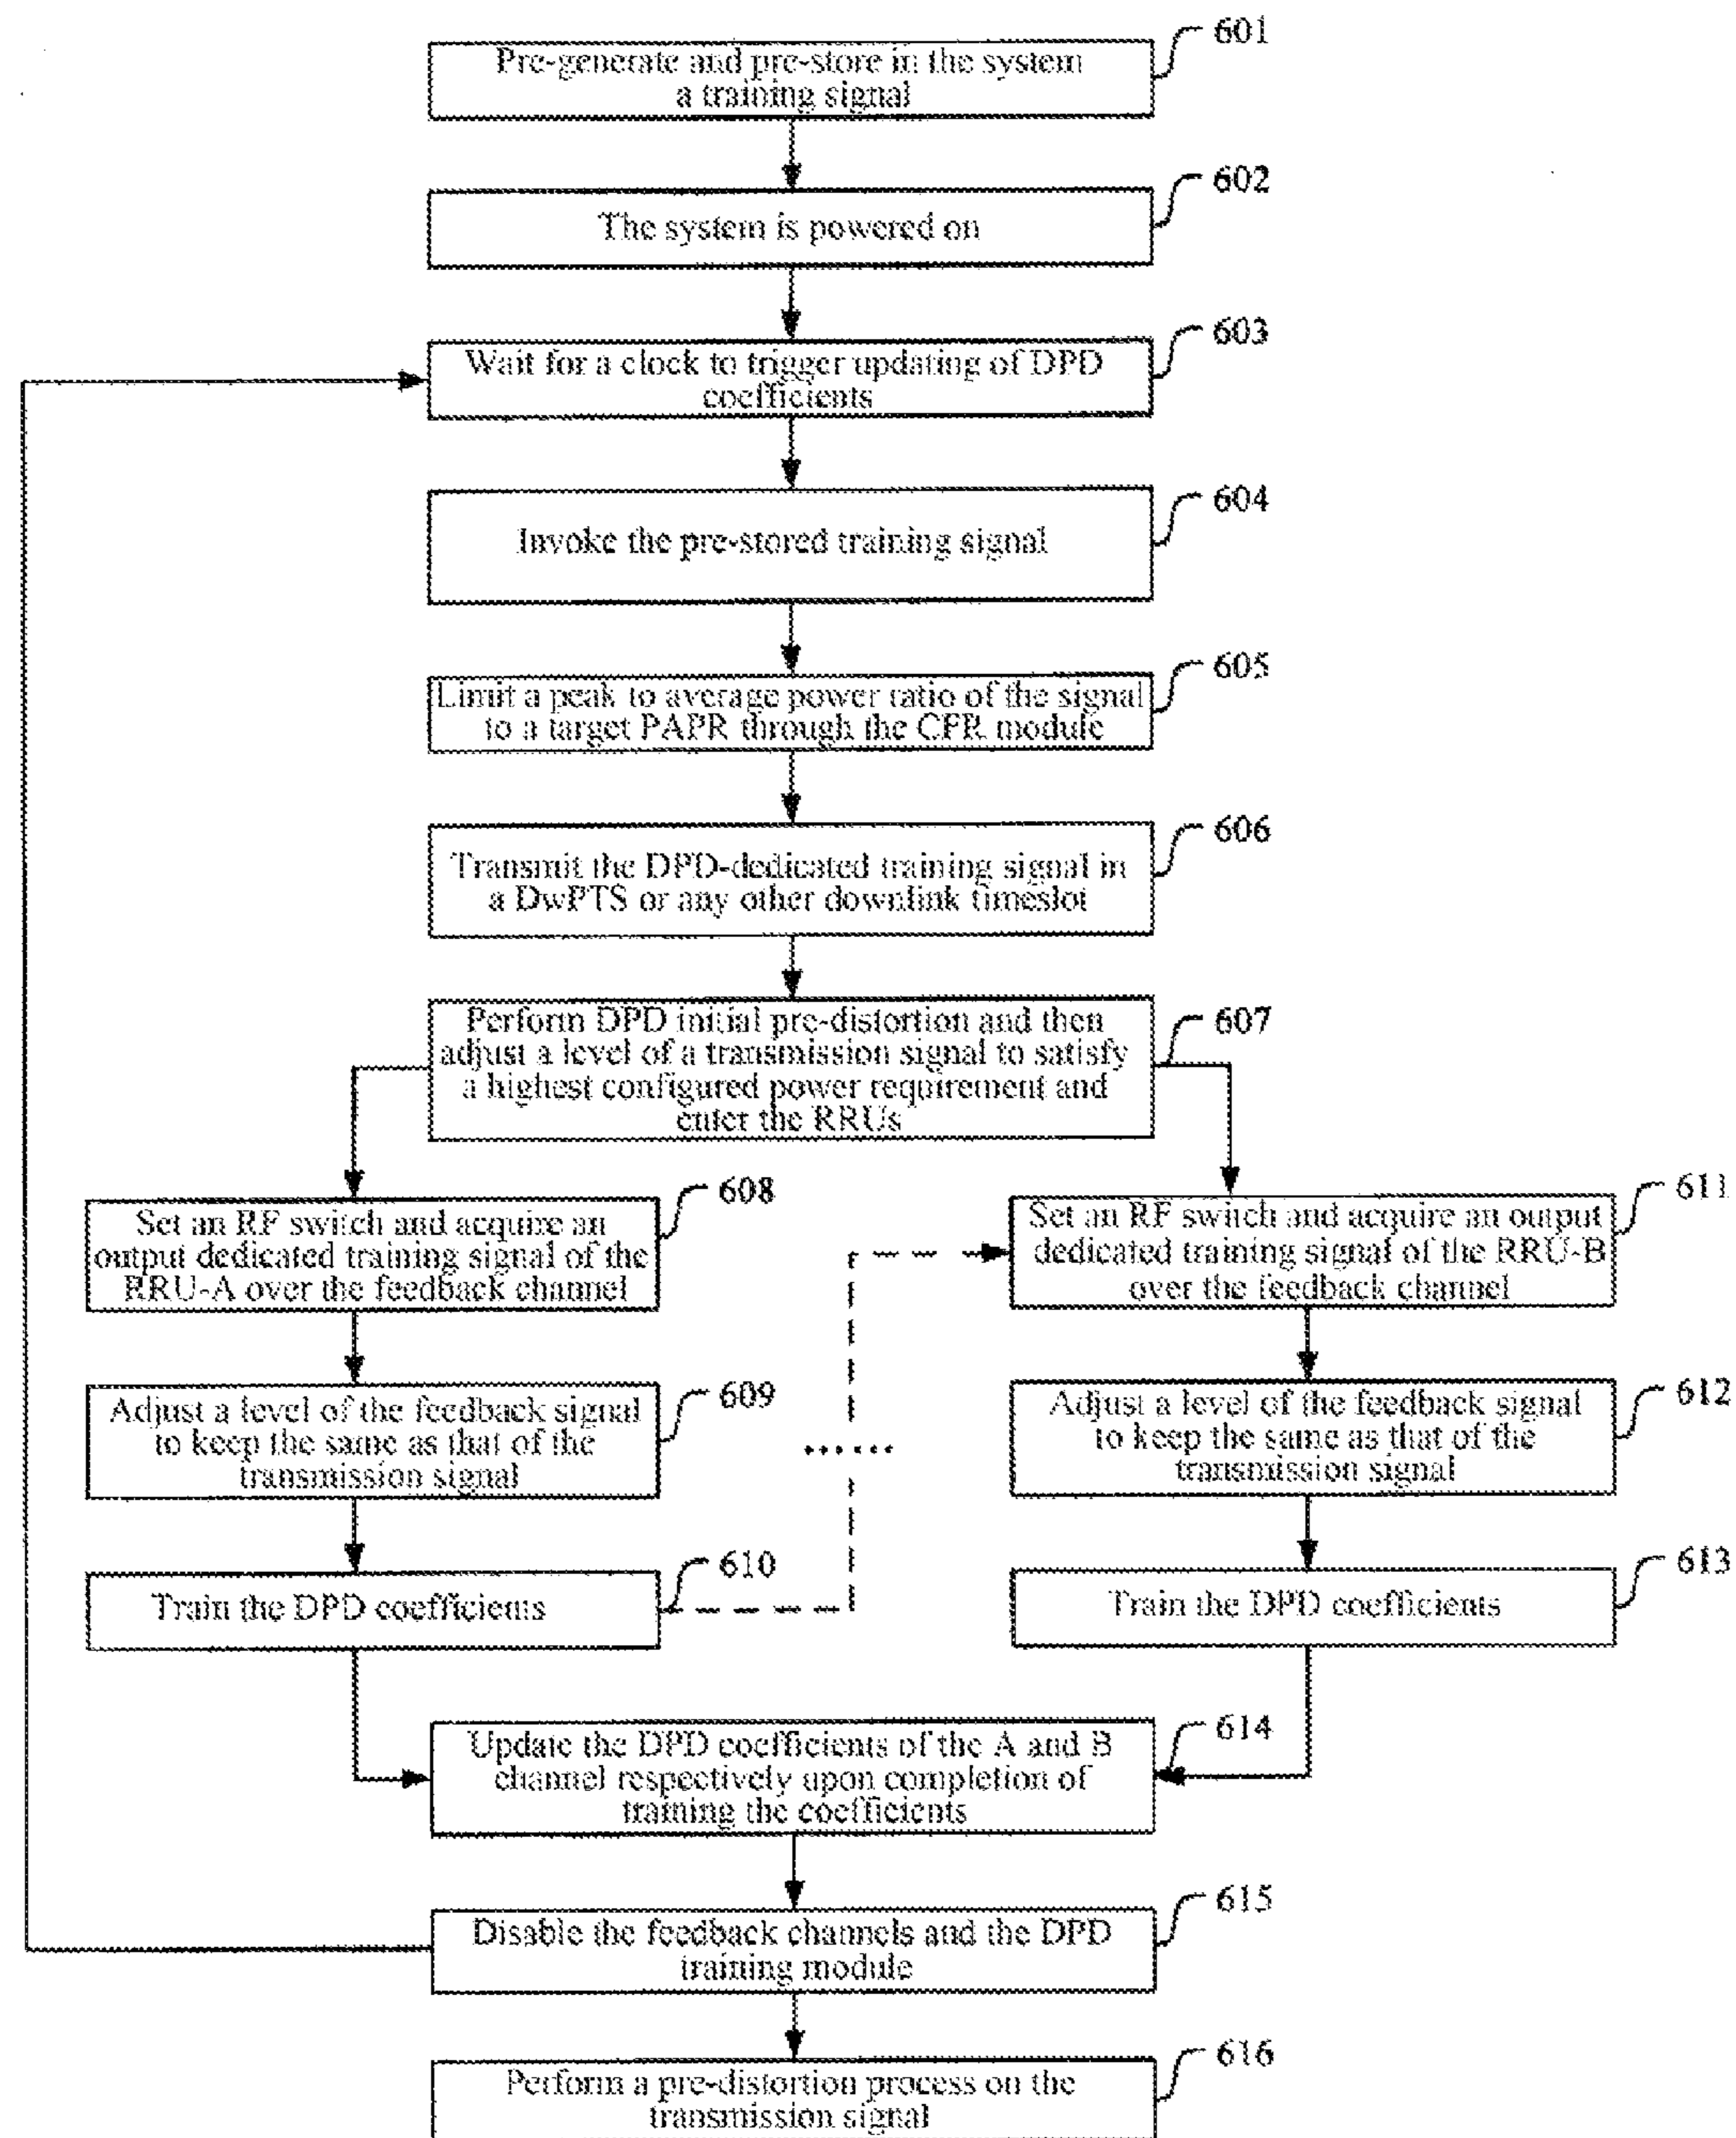 601
Pre-generate and pre-store in the system
a training signal
602
The system is powered on
603
Wait for a clock to trigger updating of DPD
coefficients
604
Invoke the pre-stored training signal
605
Limit a peak to average power ratio of the signal
to a target PAPR through the CFR module
606
Transmit the DPD-dedicated training signal in
a DwPTS or any other downlink timeslot
607
Perform DPD initial pre-distortion and then
adjust a level of a transmission signal to satisfy
a highest configured power requirement and
enter the RRUs
608
Set an RF switch and acquire an
output dedicated training signal of the
RRU-A over the feedback channel
609
Adjust a level of the feedback signal
to keep the same as that of the
transmission signal
610
Train the DPD coefficients
......
611
Set an RF switch and acquire an output
dedicated training signal of the RRU-B
over the feedback channel
612
Adjust a level of the feedback signal
to keep the same as that of the
transmission signal
613
Train the DPD coefficients
614
Update the DPD coefficients of the A and B
channel respectively upon completion of
training the coefficients
615
Disable the feedback channels and the DPD
training module
616
Perform a pre-distortion process on the
transmission signal